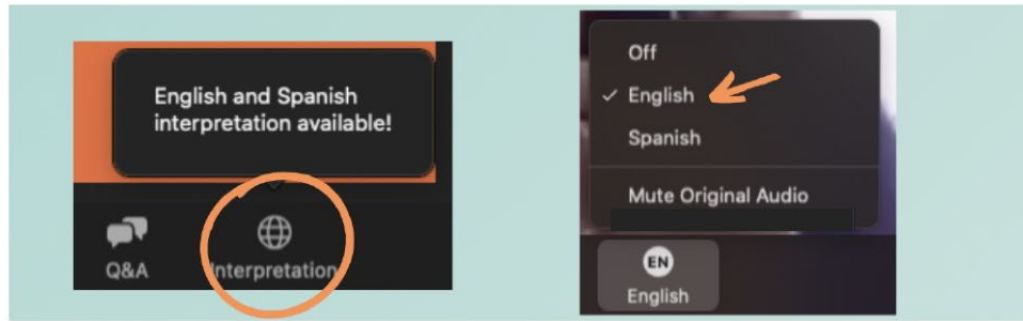 English and Spanish
interpretation available!
Q&A
Interpretation
Off
✓ English
Spanish
Mute Original Audio
EN
English